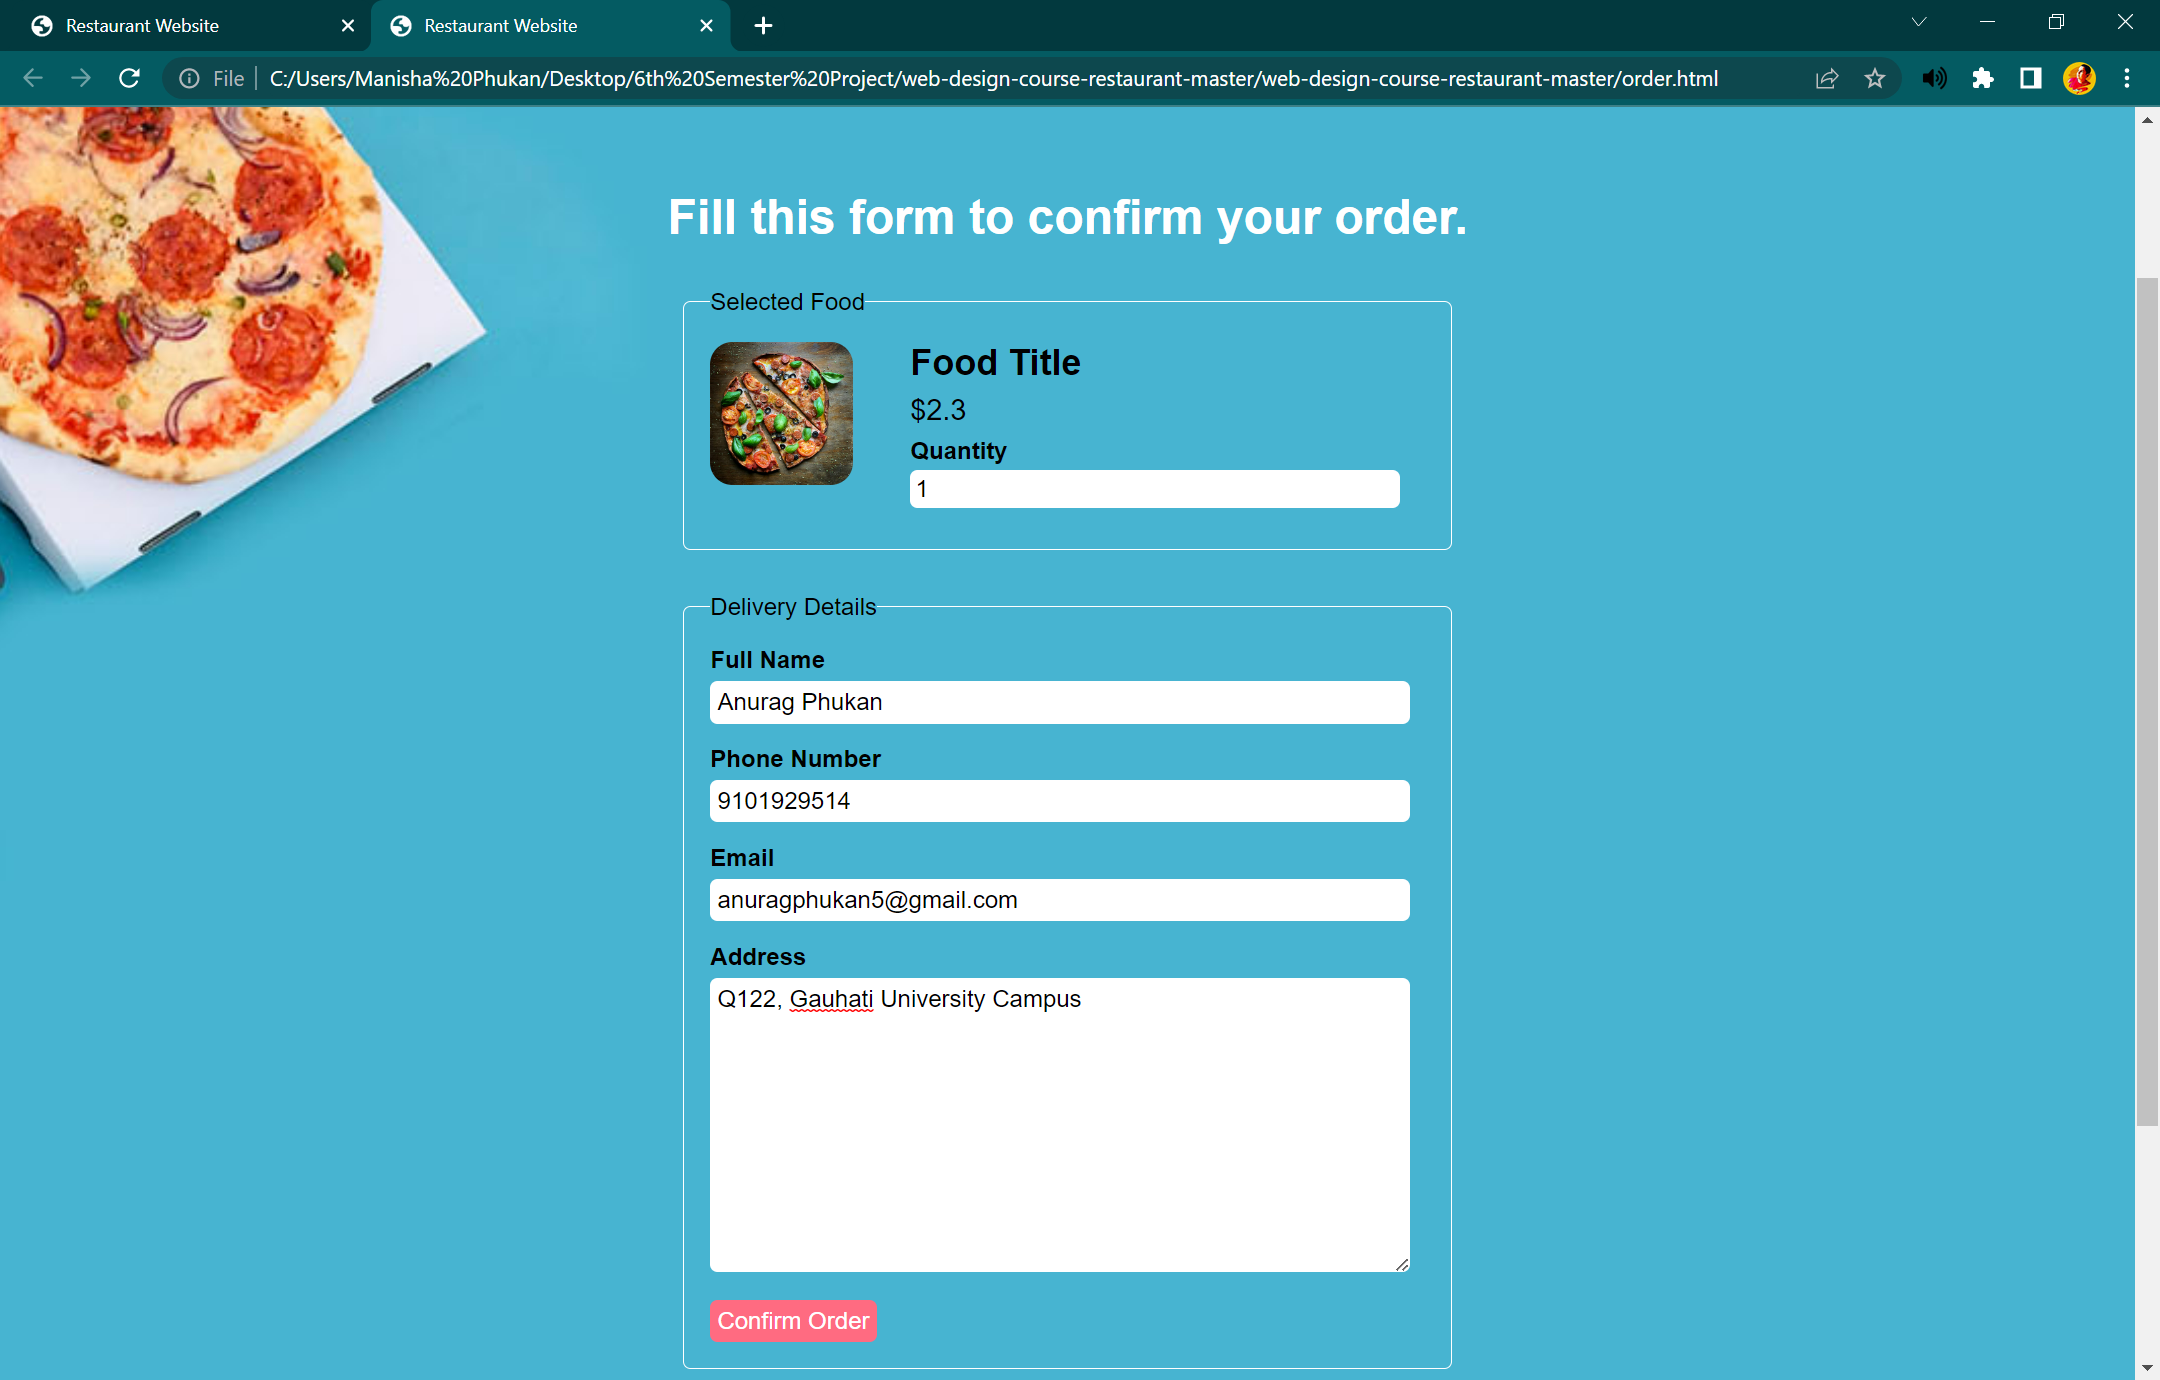 Restaurant Website
Restaurant Website
File
C:/Users/Manisha%20Phukan/Desktop/6th%20Semester%20Project/web-design-course-restaurant-master/web-design-course-restaurant-master/order.html
Fill this form to confirm your order.
Selected Food
Food Title
$2.3
Quantity
1
Delivery Details
Full Name
Anurag Phukan
Phone Number
9101929514
Email
anuragphukan5@gmail.com
Address
Q122, Gauhati University Campus
Confirm Order